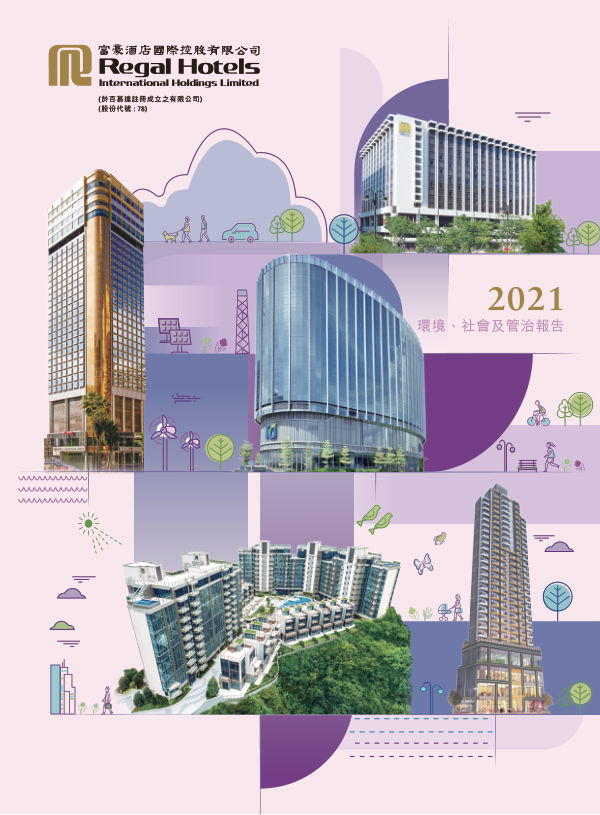 富豪酒店國際控股有限公司
Regal Hotels
International Holdings Limited
(於百慕達註冊成立之有限公司)
(股份代號 : 78)
2021
環境、社會及管治報告